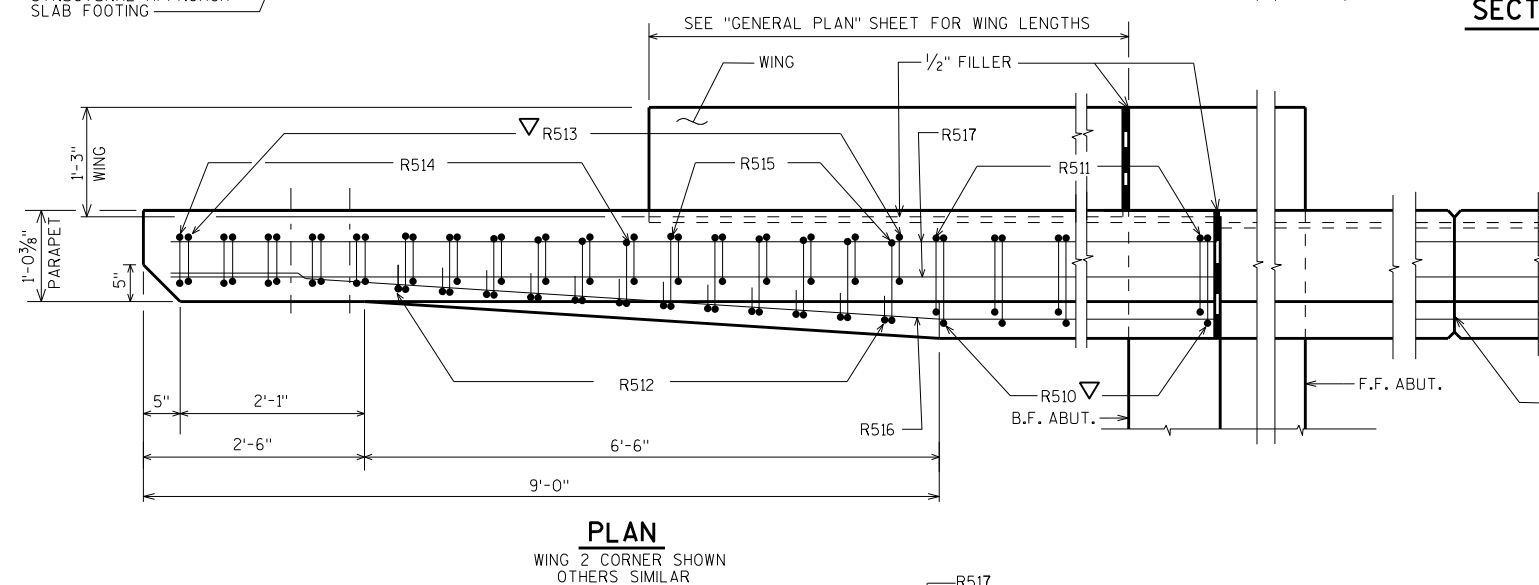 SLAB FOOTING
SECT
SEE "GENERAL PLAN" SHEET FOR WING LENGTHS
WING
1/2" FILLER
1'-3"
WING
▽ R513
R517
R514
R515
R511
1'-0 3/8"
PARAPET
5"
R512
R510 ▽
F.F. ABUT.
B.F. ABUT.
R516
5"
2'-1"
2'-6"
6'-6"
9'-0"
PLAN
WING 2 CORNER SHOWN
OTHERS SIMILAR
R517